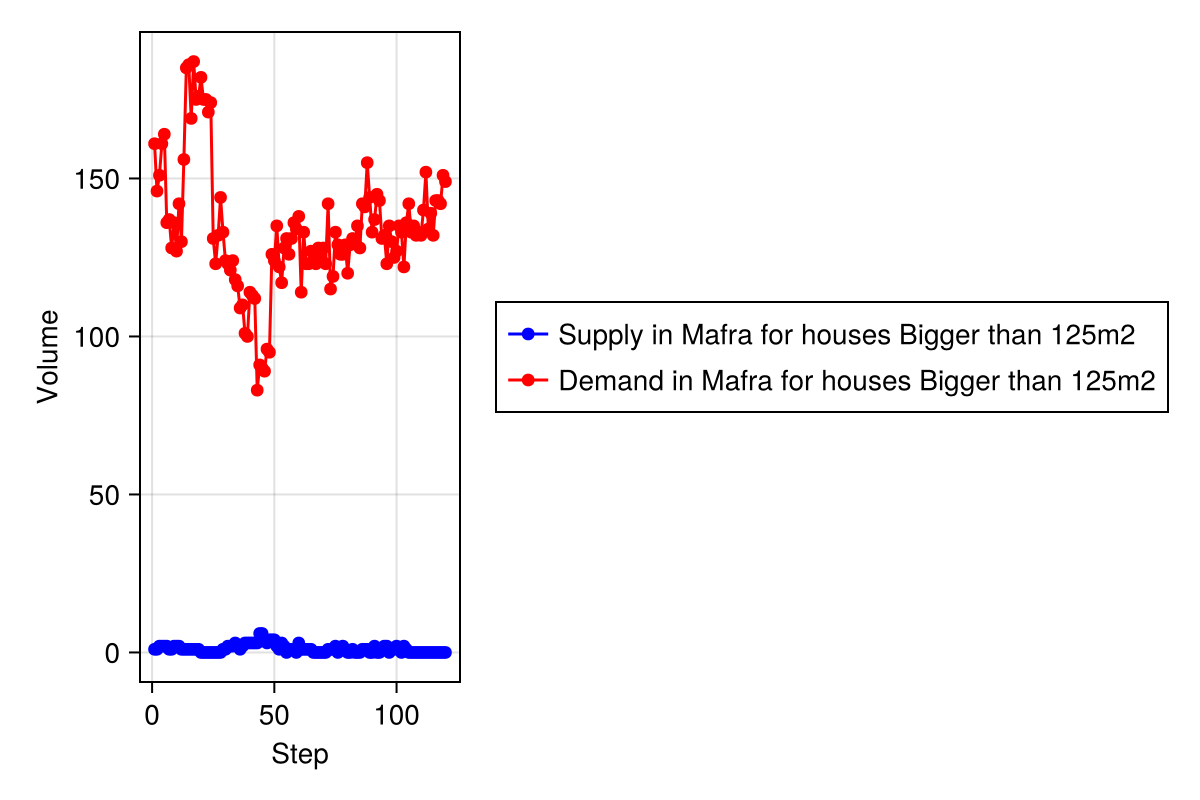 Volume
150
100
50
0
0 50 100
Step
Supply in Mafra for houses Bigger than 125m2
Demand in Mafra for houses Bigger than 125m2